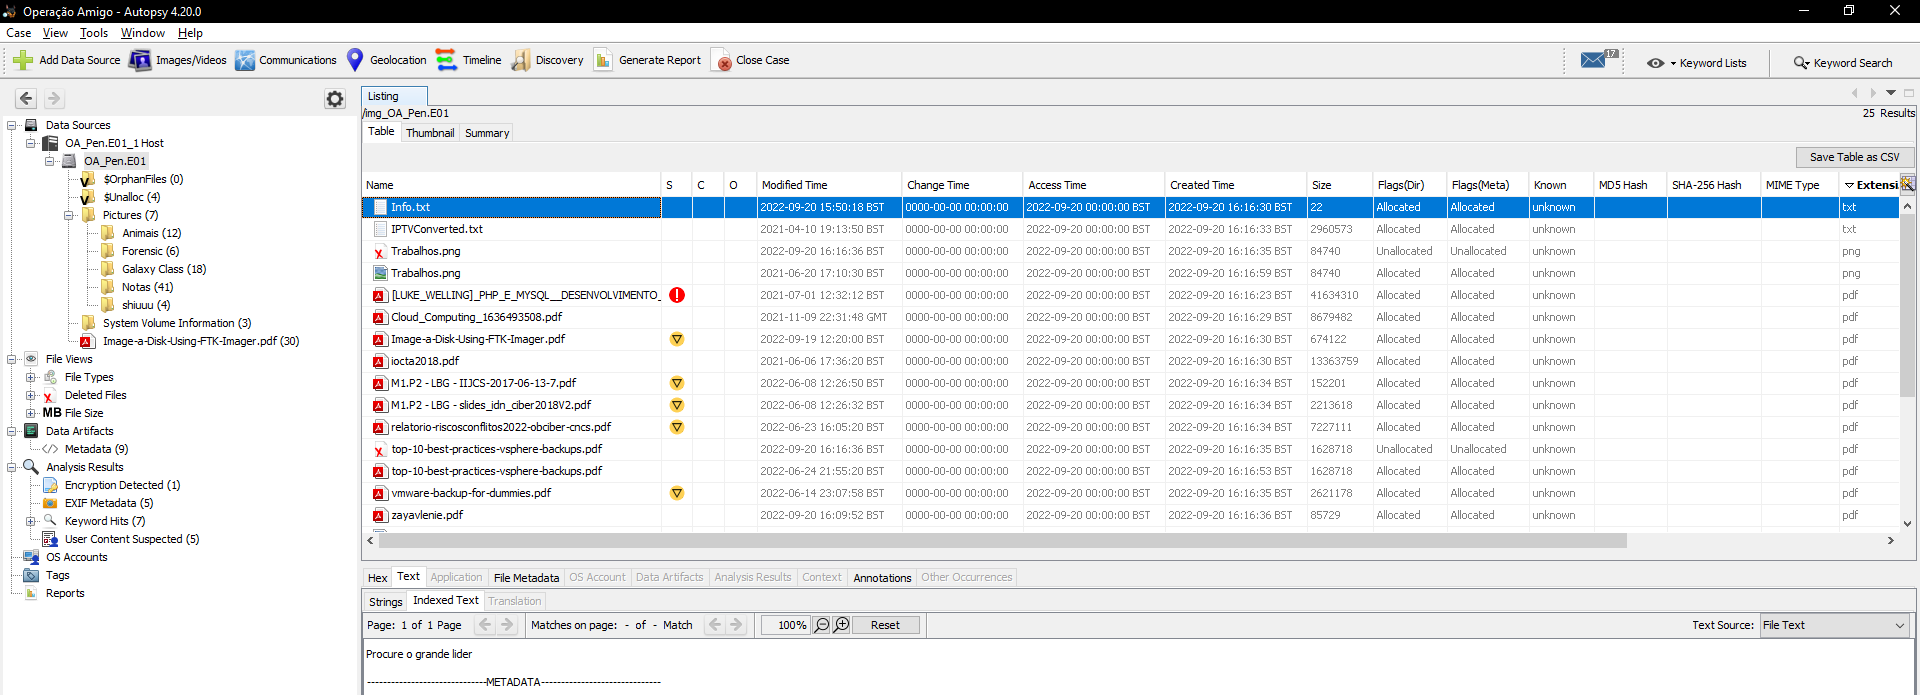 Operação Amigo - Autopsy 4.20.0
Case View Tools Window Help
Add Data Source Images/Videos Communications Geolocation Timeline Discovery Generate Report Close Case 17 Keyword Lists Keyword Search
Data Sources
OA_Pen.E01_1 Host
OA_Pen.E01
$OrphanFiles (0)
$Unalloc (4)
Pictures (7)
Animais (12)
Forensic (6)
Galaxy Class (18)
Notas (41)
shiuuu (4)
System Volume Information (3)
Image-a-Disk-Using-FTK-Imager.pdf (30)
File Views
File Types
Deleted Files
MB File Size
Data Artifacts
Metadata (9)
Analysis Results
Encryption Detected (1)
EXIF Metadata (5)
Keyword Hits (7)
User Content Suspected (5)
OS Accounts
Tags
Reports
Listing
/img_OA_Pen.E01
25 Results
Table Thumbnail Summary
Save Table as CSV
Name S C O Modified Time Change Time Access Time Created Time Size Flags(Dir) Flags(Meta) Known MD5 Hash SHA-256 Hash MIME Type Extensi
Info.txt 2022-09-20 15:50:18 BST 0000-00-00 00:00:00 2022-09-20 00:00:00 BST 2022-09-20 16:16:30 BST 22 Allocated Allocated unknown txt
IPTVConverted.txt 2021-04-10 19:13:50 BST 0000-00-00 00:00:00 2022-09-20 00:00:00 BST 2022-09-20 16:16:33 BST 2960573 Allocated Allocated unknown txt
Trabalhos.png 2022-09-20 16:16:36 BST 0000-00-00 00:00:00 2022-09-20 00:00:00 BST 2022-09-20 16:16:35 BST 84740 Unallocated Unallocated unknown png
Trabalhos.png 2021-06-20 17:10:30 BST 0000-00-00 00:00:00 2022-09-20 00:00:00 BST 2022-09-20 16:16:59 BST 84740 Allocated Allocated unknown png
[LUKE_WELLING]_PHP_E_MYSQL__DESENVOLVIMENTO_ 2021-07-01 12:32:12 BST 0000-00-00 00:00:00 2022-09-20 00:00:00 BST 2022-09-20 16:16:23 BST 41634310 Allocated Allocated unknown pdf
Cloud_Computing_1636493508.pdf 2021-11-09 22:31:48 GMT 0000-00-00 00:00:00 2022-09-20 00:00:00 BST 2022-09-20 16:16:29 BST 8679482 Allocated Allocated unknown pdf
Image-a-Disk-Using-FTK-Imager.pdf 2022-09-19 12:20:00 BST 0000-00-00 00:00:00 2022-09-20 00:00:00 BST 2022-09-20 16:16:30 BST 674122 Allocated Allocated unknown pdf
iocta2018.pdf 2021-06-06 17:36:20 BST 0000-00-00 00:00:00 2022-09-20 00:00:00 BST 2022-09-20 16:16:30 BST 13363759 Allocated Allocated unknown pdf
M1.P2 - LBG - IIJCS-2017-06-13-7.pdf 2022-06-08 12:26:50 BST 0000-00-00 00:00:00 2022-09-20 00:00:00 BST 2022-09-20 16:16:34 BST 152201 Allocated Allocated unknown pdf
M1.P2 - LBG - slides_idn_ciber2018V2.pdf 2022-06-08 12:26:32 BST 0000-00-00 00:00:00 2022-09-20 00:00:00 BST 2022-09-20 16:16:34 BST 2213618 Allocated Allocated unknown pdf
relatorio-riscosconflitos2022-obciber-cncs.pdf 2022-06-23 16:05:20 BST 0000-00-00 00:00:00 2022-09-20 00:00:00 BST 2022-09-20 16:16:34 BST 7227111 Allocated Allocated unknown pdf
top-10-best-practices-vsphere-backups.pdf 2022-09-20 16:16:36 BST 0000-00-00 00:00:00 2022-09-20 00:00:00 BST 2022-09-20 16:16:35 BST 1628718 Unallocated Unallocated unknown pdf
top-10-best-practices-vsphere-backups.pdf 2022-06-24 21:55:20 BST 0000-00-00 00:00:00 2022-09-20 00:00:00 BST 2022-09-20 16:16:53 BST 1628718 Allocated Allocated unknown pdf
vmware-backup-for-dummies.pdf 2022-06-14 23:07:58 BST 0000-00-00 00:00:00 2022-09-20 00:00:00 BST 2022-09-20 16:16:35 BST 2621178 Allocated Allocated unknown pdf
zayavlenie.pdf 2022-09-20 16:09:52 BST 0000-00-00 00:00:00 2022-09-20 00:00:00 BST 2022-09-20 16:16:36 BST 85729 Allocated Allocated unknown pdf
Hex Text Application File Metadata OS Account Data Artifacts Analysis Results Context Annotations Other Occurrences
Strings Indexed Text Translation
Page: 1 of 1 Page Matches on page: - of - Match 100% Reset Text Source: File Text
Procure o grande lider
------------------------------METADATA------------------------------